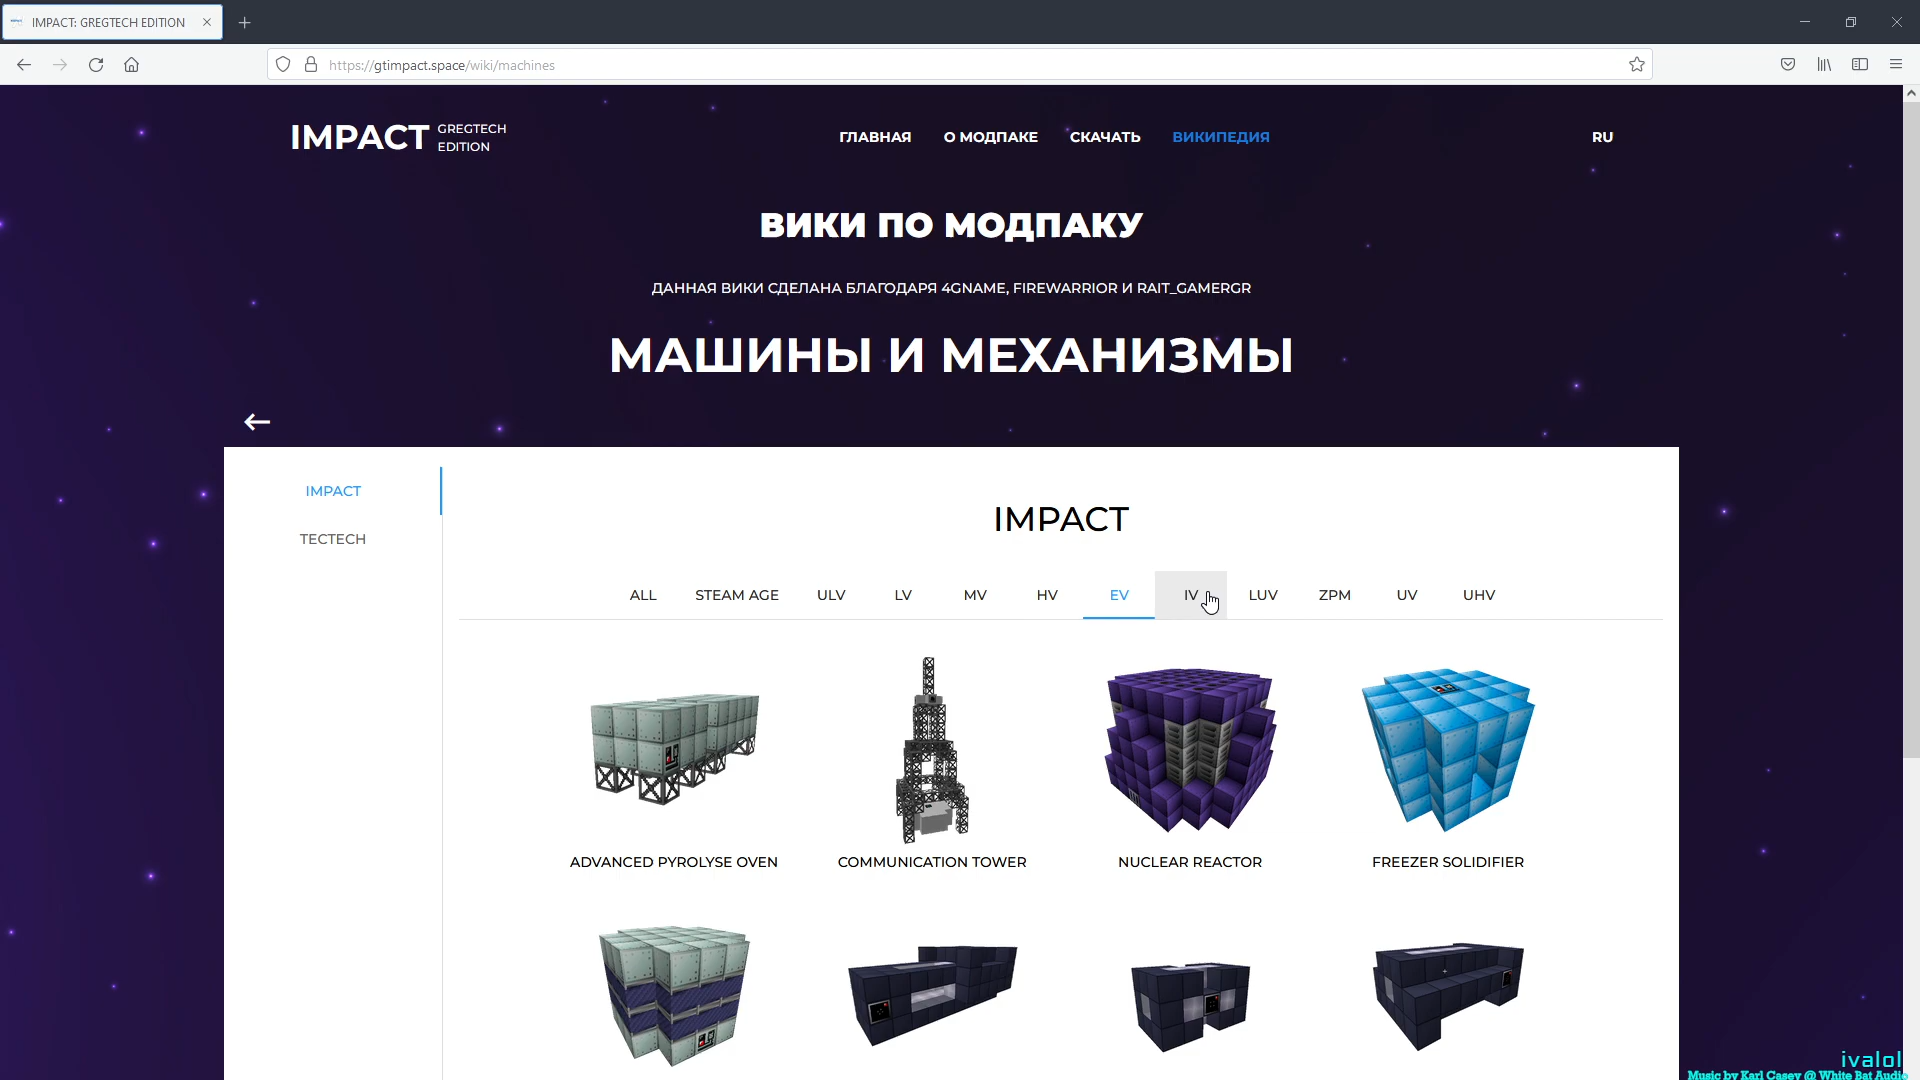 IMPACT: GREGTECH EDITION
https://gtimpact.space/wiki/machines
IMPACT GREGTECH EDITION
ГЛАВНАЯ О МОДПАКЕ СКАЧАТЬ ВИКИПЕДИЯ RU
ВИКИ ПО МОДПАКУ
ДАННАЯ ВИКИ СДЕЛАНА БЛАГОДАРЯ 4GNAME, FIREWARRIOR И RAIT_GAMERGR
МАШИНЫ И МЕХАНИЗМЫ
IMPACT
TECTECH
IMPACT
ALL STEAM AGE ULV LV MV HV EV IV LUV ZPM UV UHV
ADVANCED PYROLYSE OVEN COMMUNICATION TOWER NUCLEAR REACTOR FREEZER SOLIDIFIER
ivalol
Music by Karl Casey @ White Bat Audio